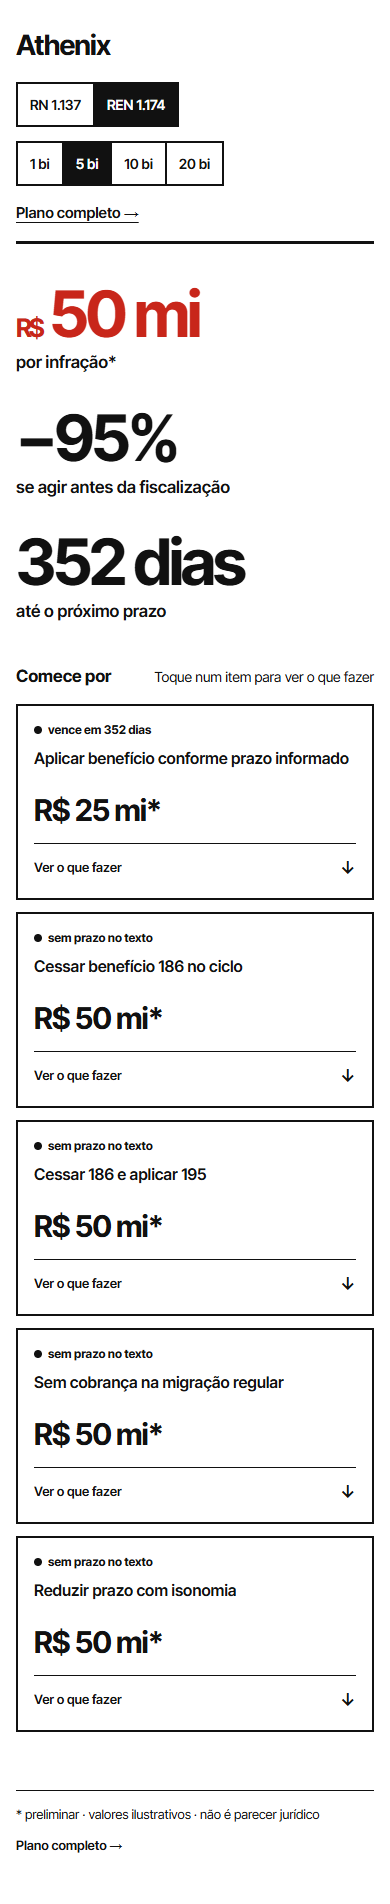 Athenix
RN 1.137 REN 1.174
1 bi 5 bi 10 bi 20 bi
Plano completo →
R$ 50 mi
por infração*
–95%
se agir antes da fiscalização
352 dias
até o próximo prazo
Comece por Toque num item para ver o que fazer
● vence em 352 dias
Aplicar benefício conforme prazo informado
R$ 25 mi*
Ver o que fazer ↓
● sem prazo no texto
Cessar benefício 186 no ciclo
R$ 50 mi*
Ver o que fazer ↓
● sem prazo no texto
Cessar 186 e aplicar 195
R$ 50 mi*
Ver o que fazer ↓
● sem prazo no texto
Sem cobrança na migração regular
R$ 50 mi*
Ver o que fazer ↓
● sem prazo no texto
Reduzir prazo com isonomia
R$ 50 mi*
Ver o que fazer ↓
* preliminar · valores ilustrativos · não é parecer jurídico
Plano completo →